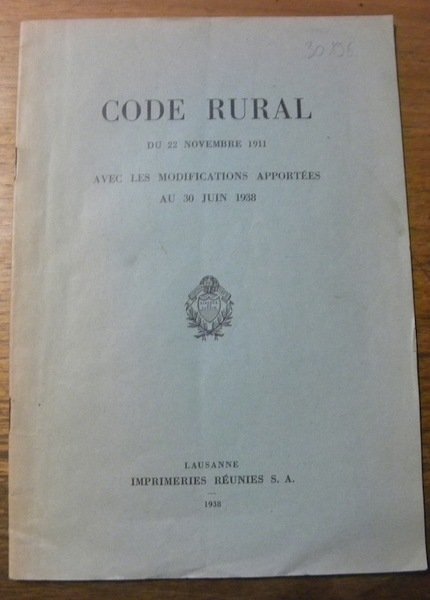 CODE RURAL
DU 22 NOVEMBRE 1911
AVEC LES MODIFICATIONS APPORTÉES
AU 30 JUIN 1938
LAUSANNE
IMPRIMERIES RÉUNIES S. A.
1938